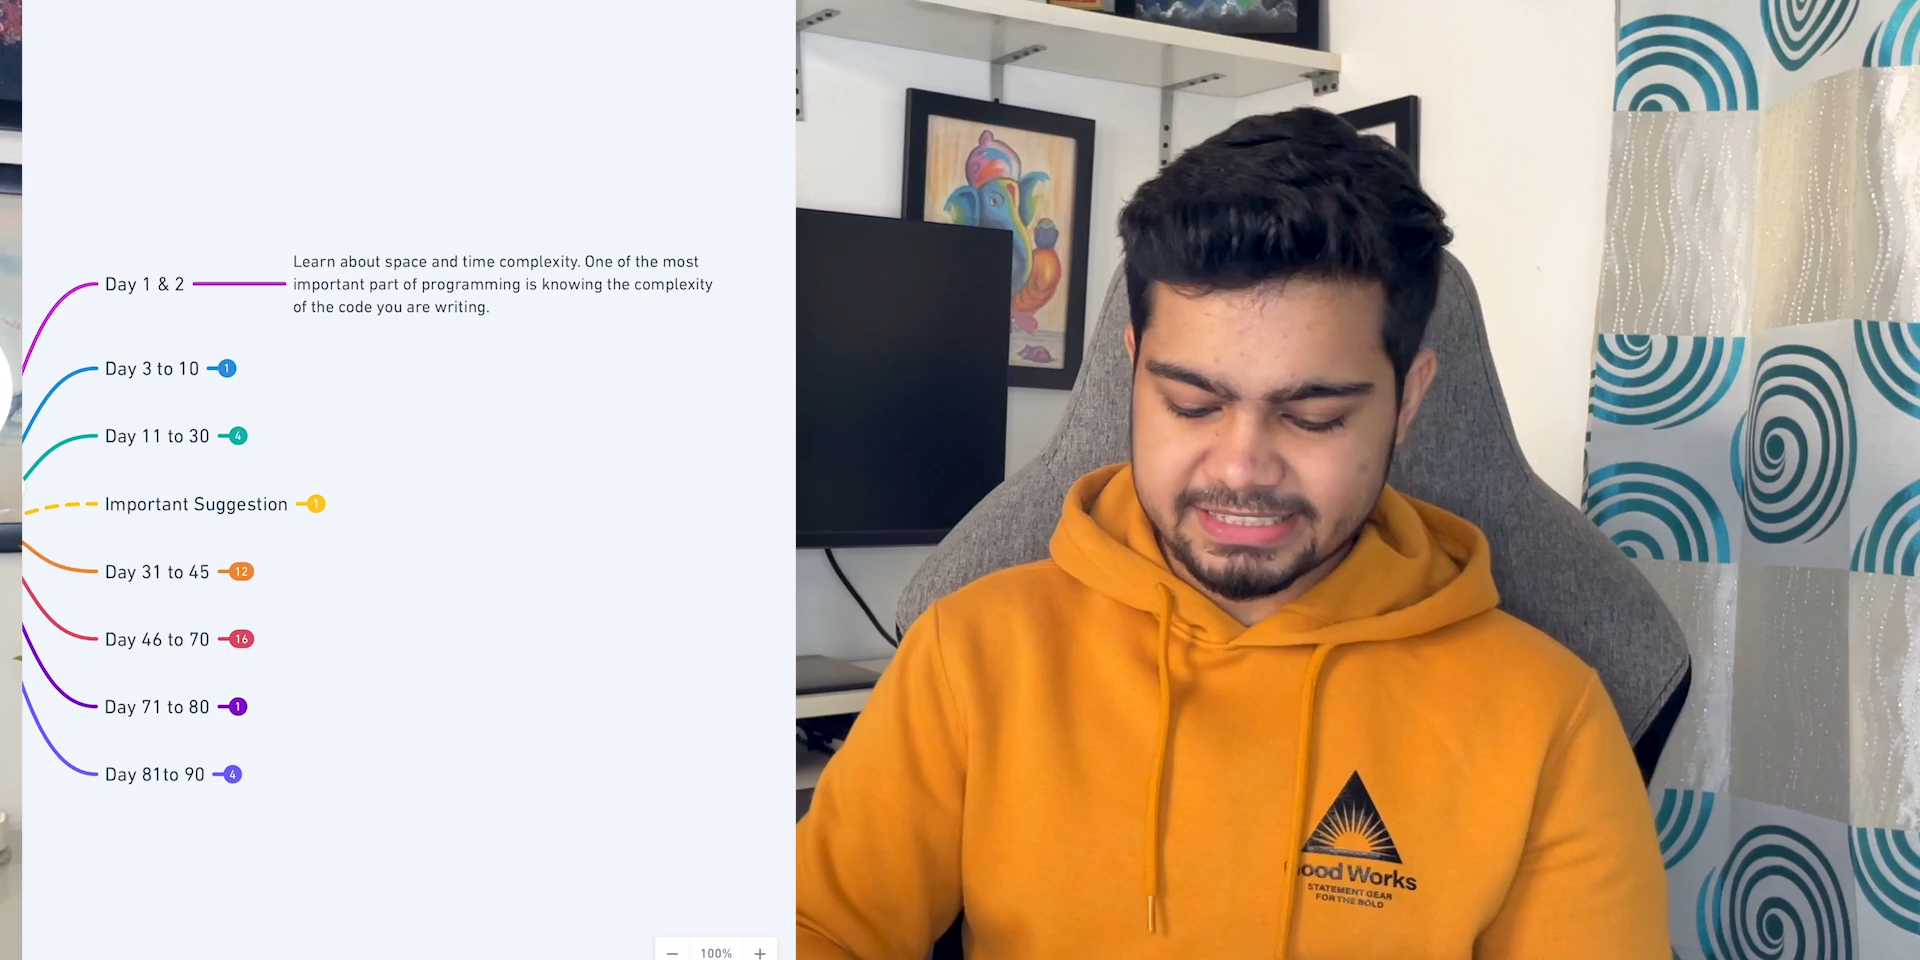 Day 1 & 2
Learn about space and time complexity. One of the most
important part of programming is knowing the complexity
of the code you are writing.
Day 3 to 10
1
Day 11 to 30
4
Important Suggestion
1
Day 31 to 45
12
Day 46 to 70
16
Day 71 to 80
1
Day 81to 90
4
100%
ood Works
STATEMENT GEAR
FOR THE BOLD